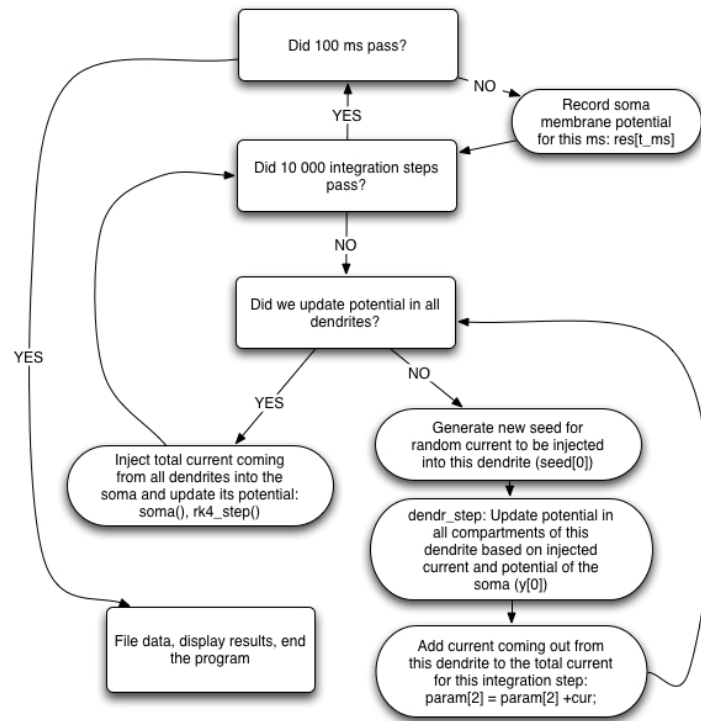 Did 100 ms pass?
NO
Record soma
membrane potential
for this ms: res[t_ms]
YES
Did 10 000 integration steps
pass?
NO
Did we update potential in all
dendrites?
YES
NO
YES
Generate new seed for
random current to be injected
into this dendrite (seed[0])
Inject total current coming
from all dendrites into the
soma and update its potential:
soma(), rk4_step()
dendr_step: Update potential in
all compartments of this
dendrite based on injected
current and potential of the
soma (y[0])
File data, display results, end
the program
Add current coming out from
this dendrite to the total current
for this integration step:
param[2] = param[2] +cur;